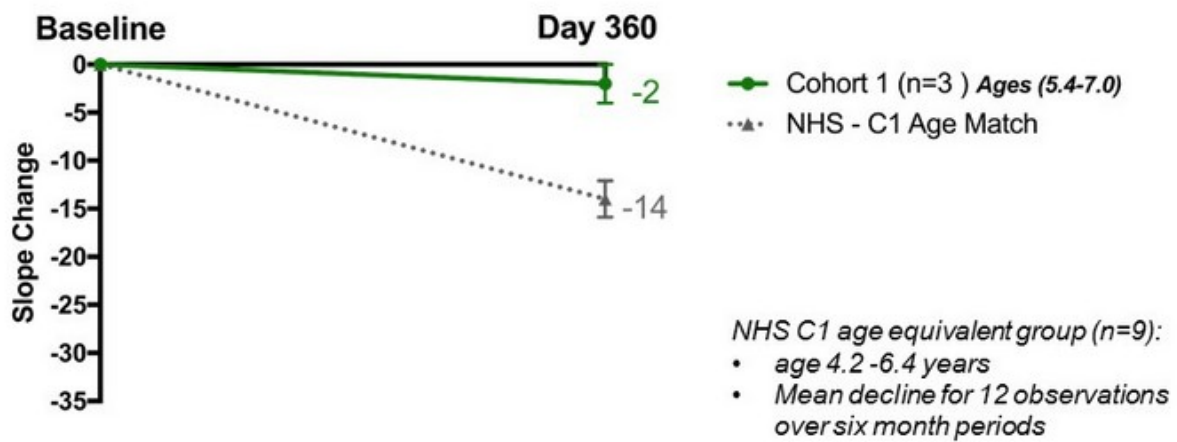 Baseline
Day 360
0
-5
-10
-15
-20
-25
-30
-35
Slope Change
-2
-14
Cohort 1 (n=3 ) Ages (5.4-7.0)
NHS - C1 Age Match
NHS C1 age equivalent group (n=9):
• age 4.2 -6.4 years
• Mean decline for 12 observations
over six month periods